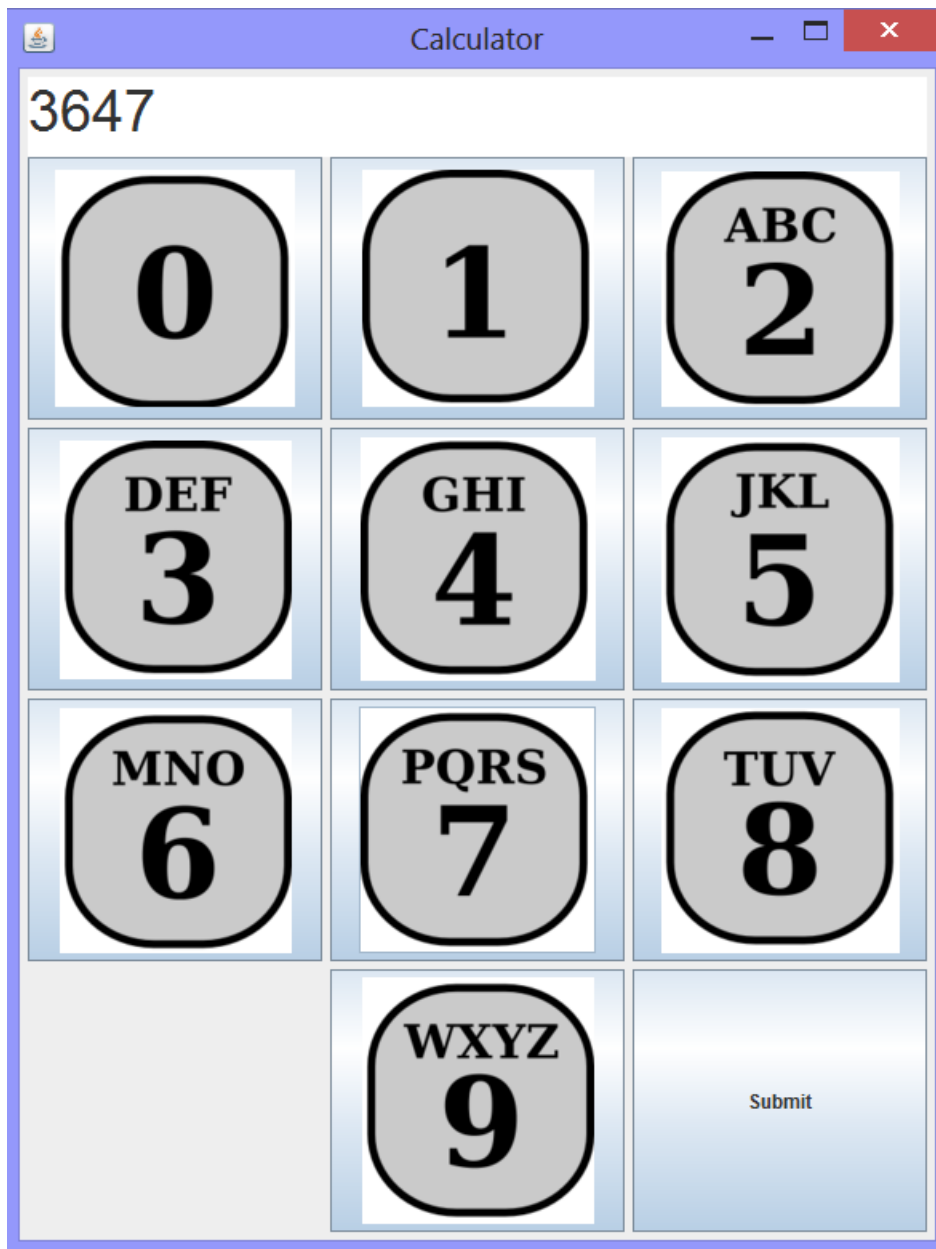 Calculator
3647
0
1
ABC
2
DEF
3
GHI
4
JKL
5
MNO
6
PQRS
7
TUV
8
WXYZ
9
Submit